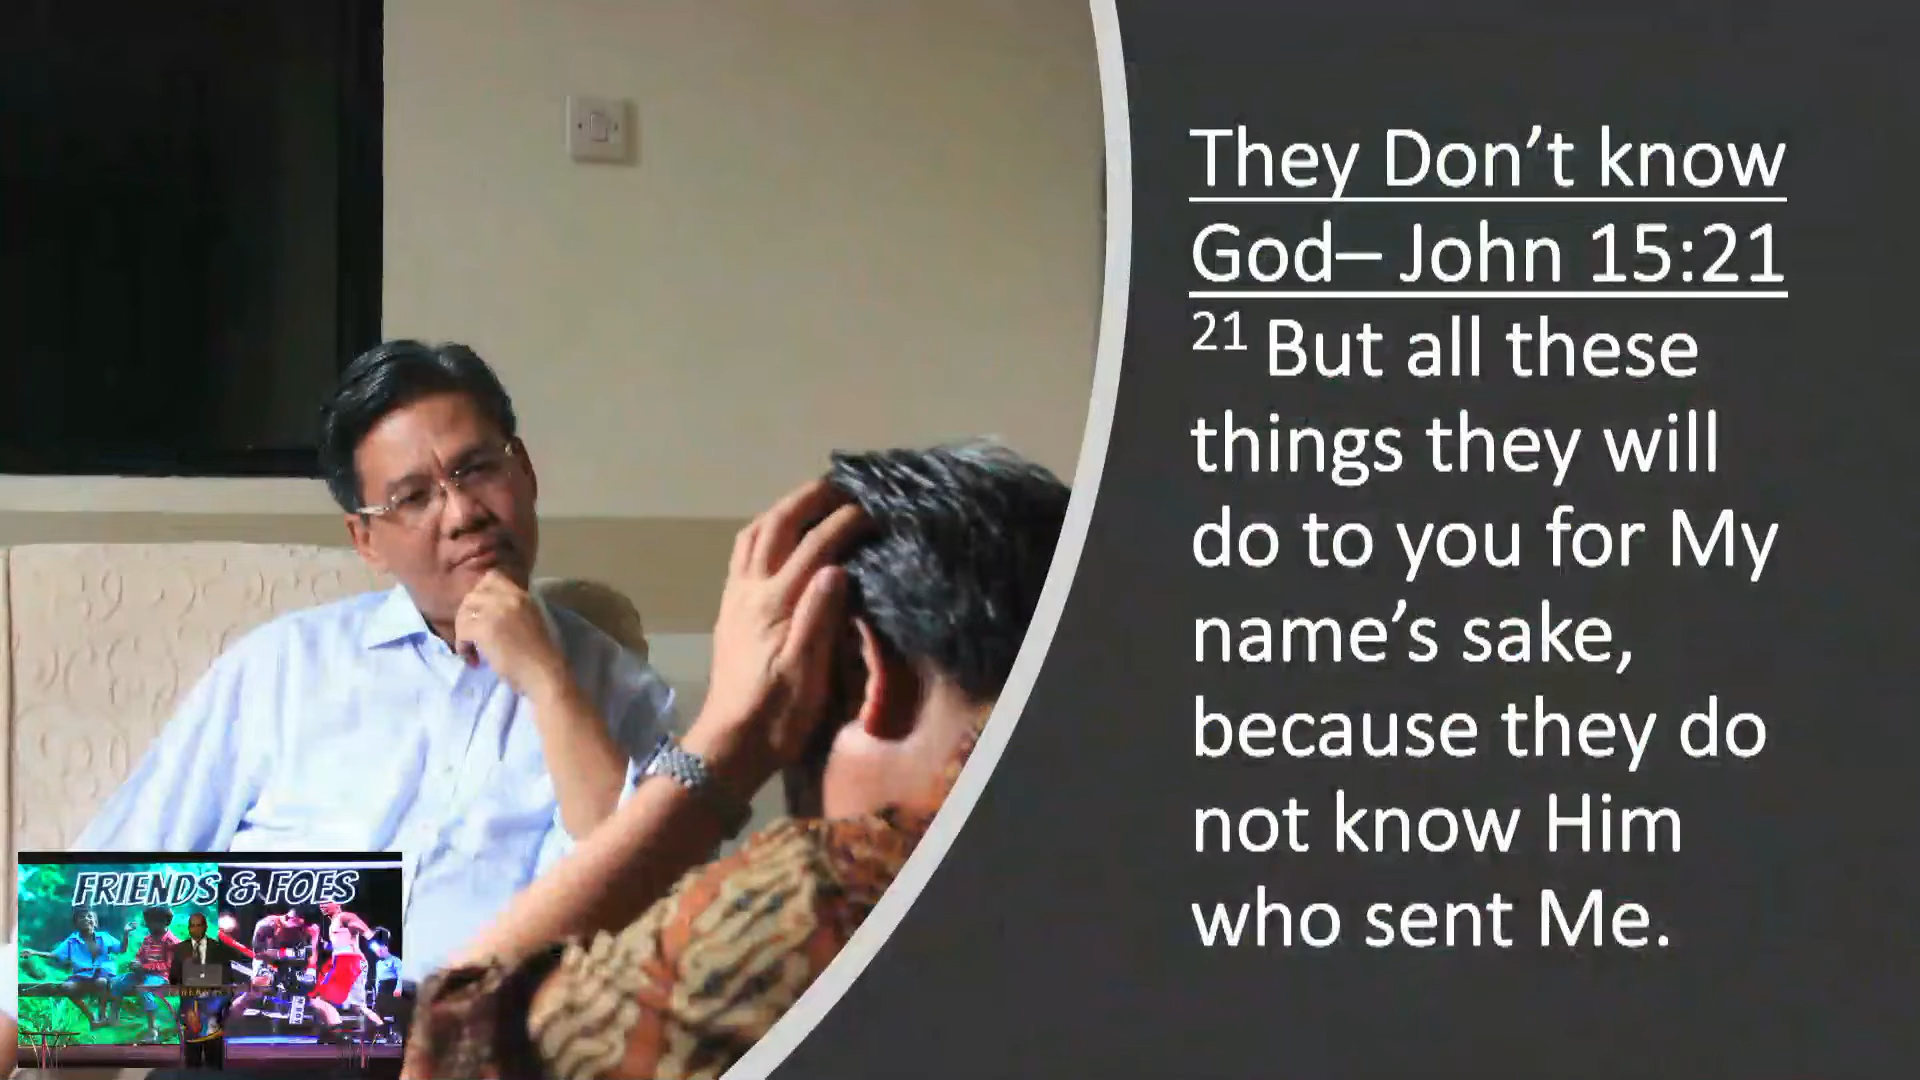 They Don’t know
God– John 15:21
21 But all these
things they will
do to you for My
name’s sake,
because they do
not know Him
who sent Me.
FRIENDS & FOES